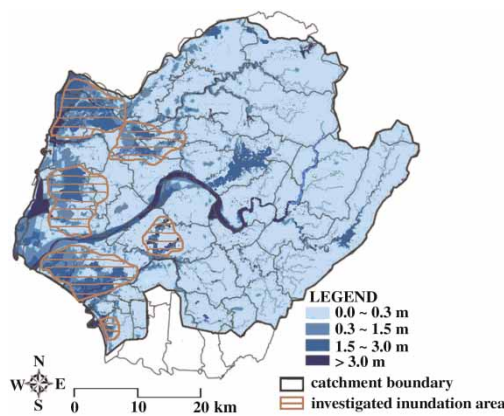 LEGEND
0.0 ~ 0.3 m
0.3 ~ 1.5 m
1.5 ~ 3.0 m
> 3.0 m
catchment boundary
investigated inundation area
N
W E
S
0 10 20 km